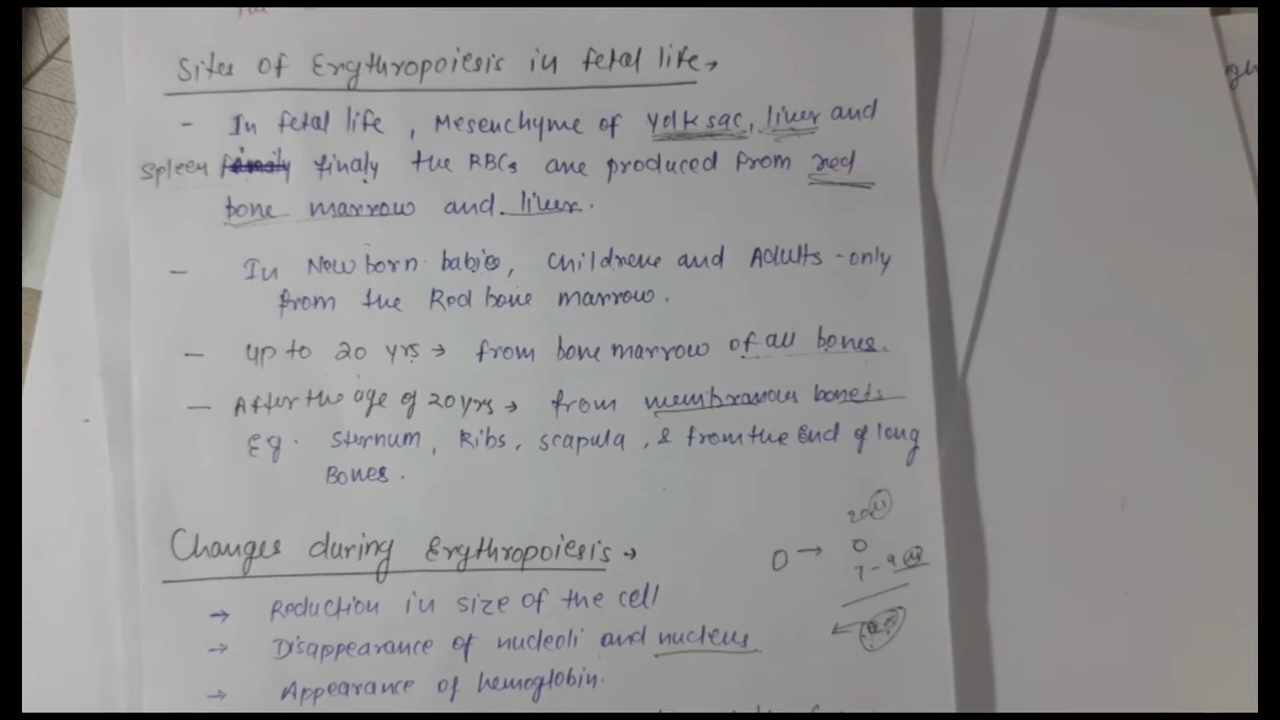 Sites of Erythropoiesis in fetal life →
- In fetal life, Mesenchyme of yolk sac, liver and
spleen finaly the RBCs are produced from red
bone marrow and liver.
- In New born babies, childrene and Adults - only
from the Red bone marrow.
- up to 20 yrs → from bone marrow of all bones.
- After the age of 20 yrs → from membranous bones
Eg. Sternum, Ribs, scapula, & from the End of long
Bones.
Changes during Erythropoiesis →
→ Reduction in size of the cell
→ Disappearance of nucleoli and nucleus
→ Appearance of hemoglobin.